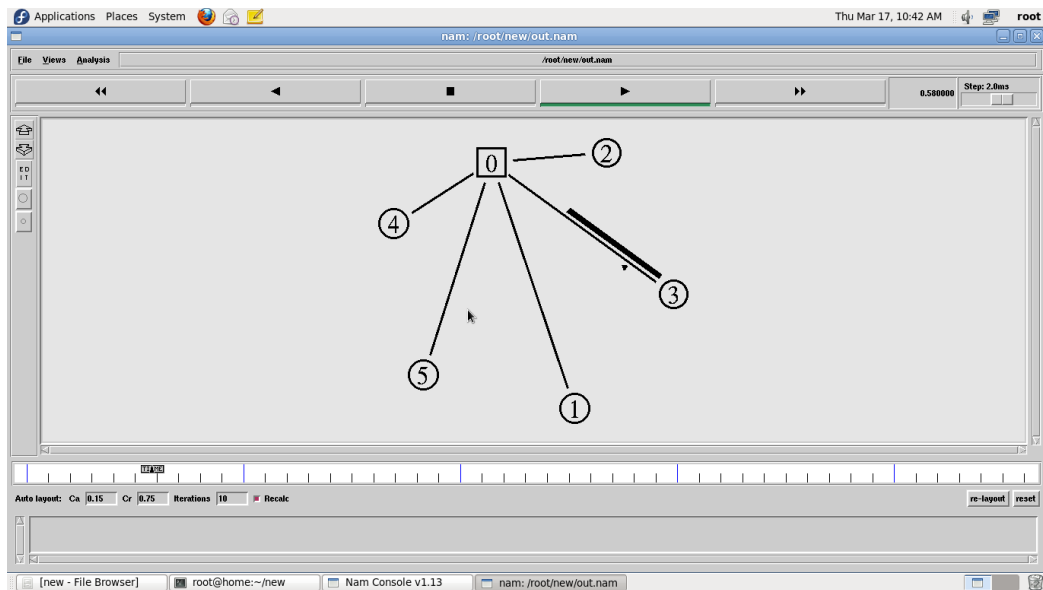 Applications Places System Thu Mar 17, 10:42 AM root
nam: /root/new/out.nam
File Views Analysis /root/new/out.nam
0.580000 Step: 2.0ms
ED
IT
0
2
4
3
5
1
Auto layout: Ca 0.15 Cr 0.75 Iterations 10 Recalc re-layout reset
[new - File Browser] root@home:~/new Nam Console v1.13 nam: /root/new/out.nam